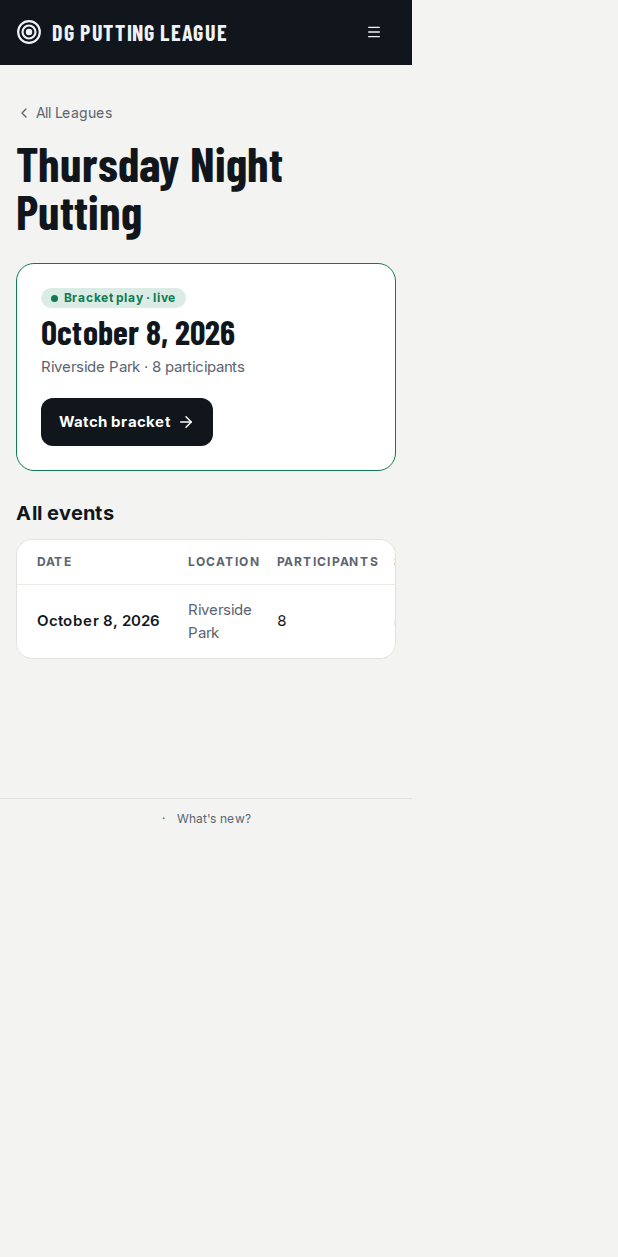 DG PUTTING LEAGUE
All Leagues
Thursday Night
Putting
Bracket play · live
October 8, 2026
Riverside Park · 8 participants
Watch bracket
All events
DATE LOCATION PARTICIPANTS
October 8, 2026 Riverside Park 8
· What's new?